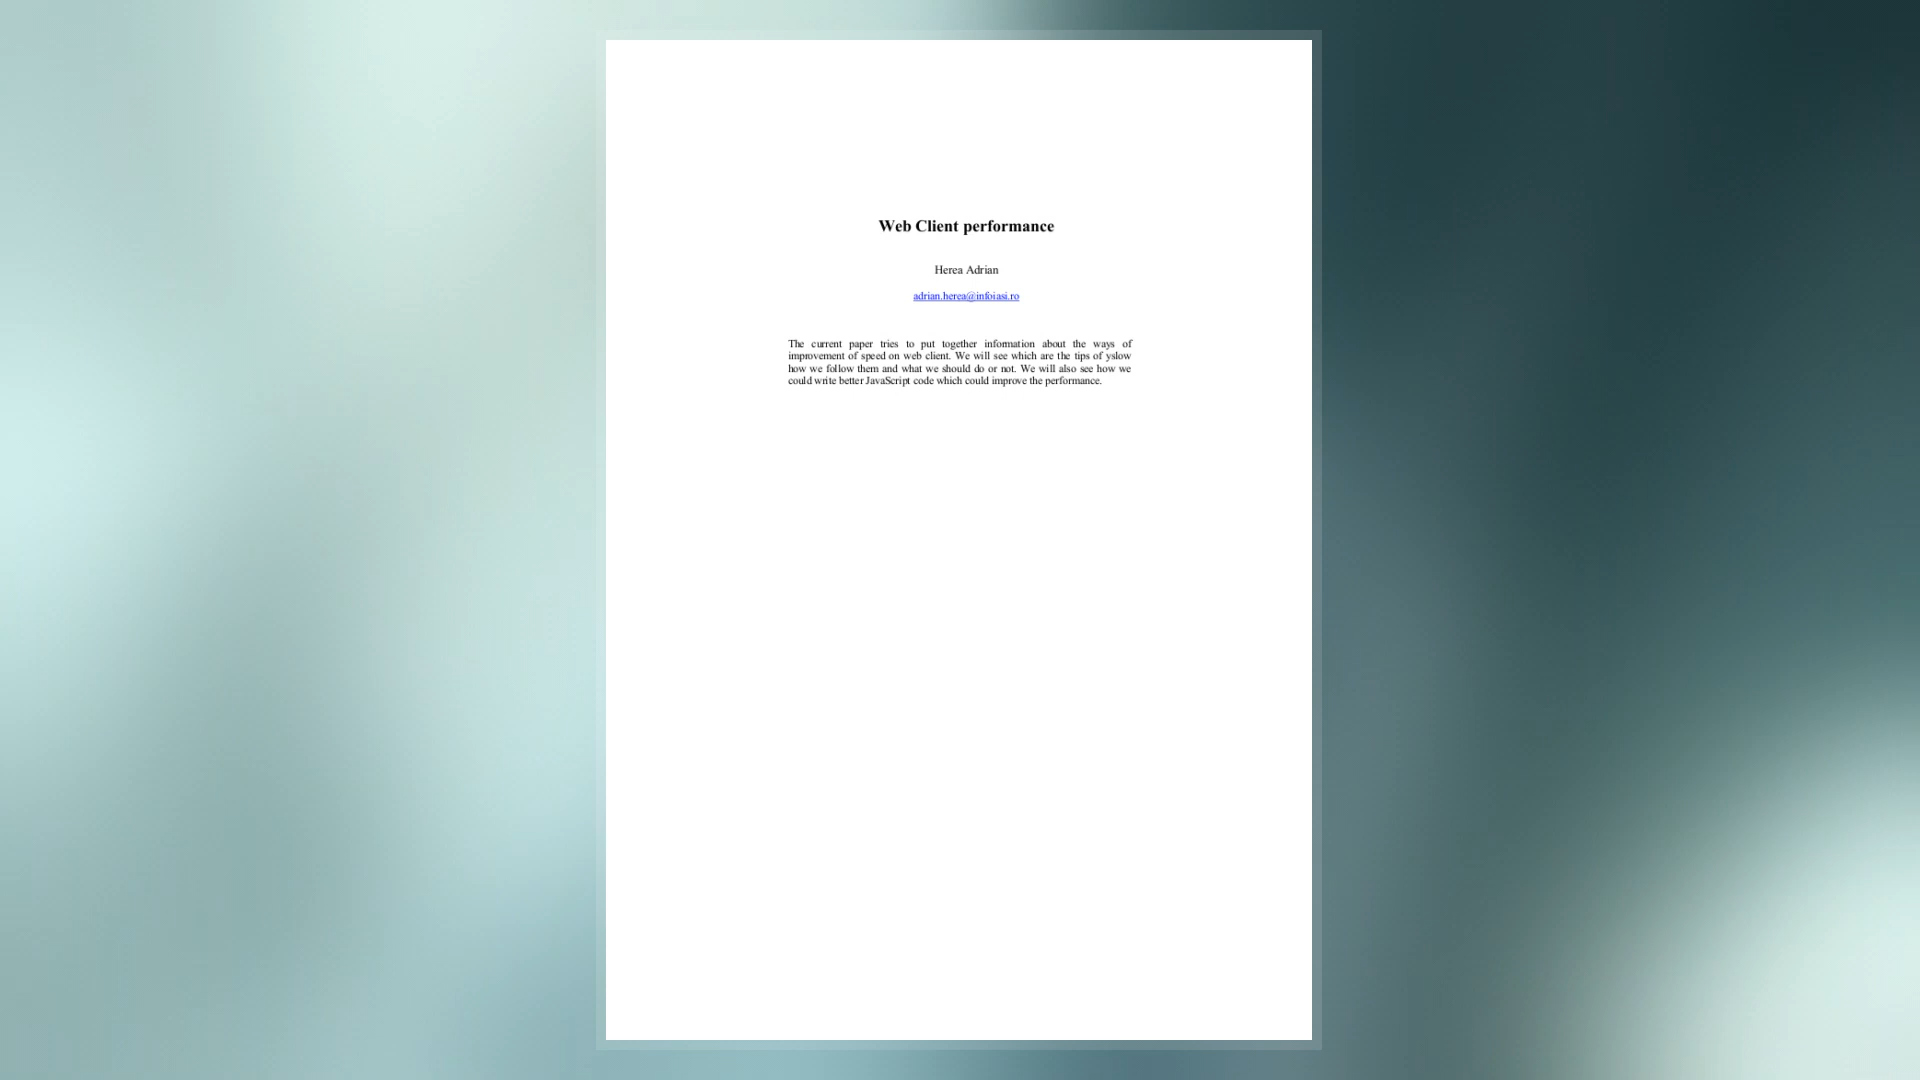 Web Client performance
Herea Adrian
adrian.herea@infoiasi.ro
The current paper tries to put together information about the ways of
improvement of speed on web client. We will see which are the tips of yslow
how we follow them and what we should do or not. We will also see how we
could write better JavaScript code which could improve the performance.